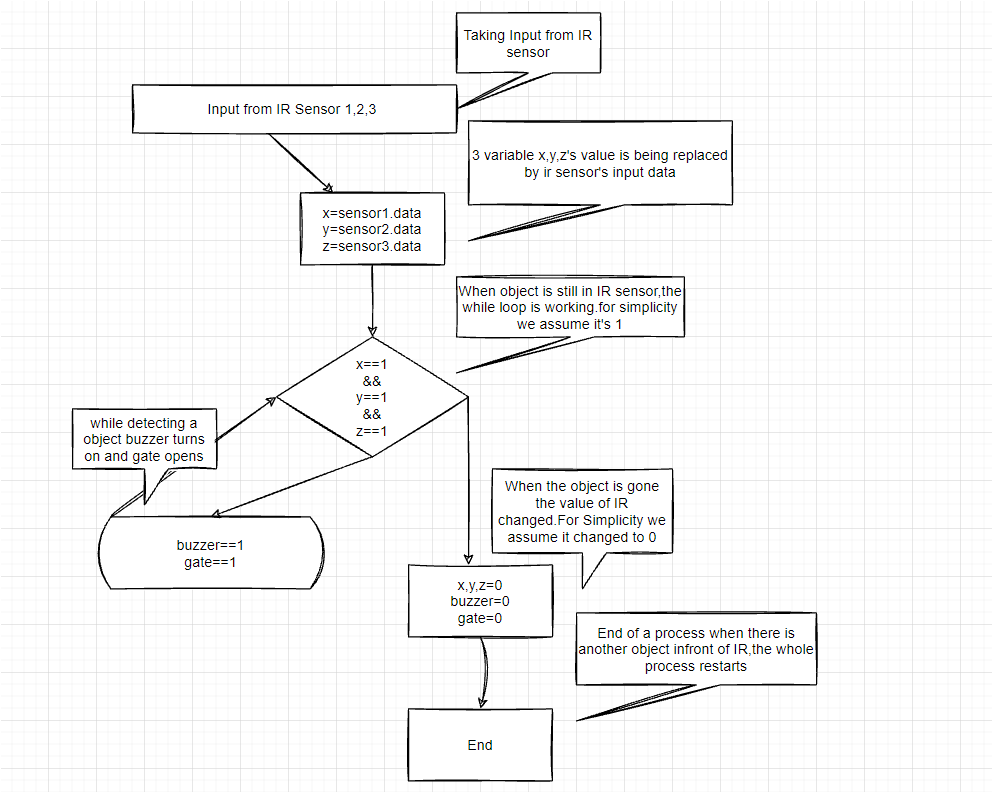 Taking Input from IR
sensor
Input from IR Sensor 1,2,3
3 variable x,y,z's value is being replaced
by ir sensor's input data
x=sensor1.data
y=sensor2.data
z=sensor3.data
When object is still in IR sensor,the
while loop is working.for simplicity
we assume it's 1
x==1
&&
y==1
&&
z==1
while detecting a
object buzzer turns
on and gate opens
When the object is gone
the value of IR
changed.For Simplicity we
assume it changed to 0
buzzer==1
gate==1
x,y,z=0
buzzer=0
gate=0
End of a process when there is
another object infront of IR,the whole
process restarts
End